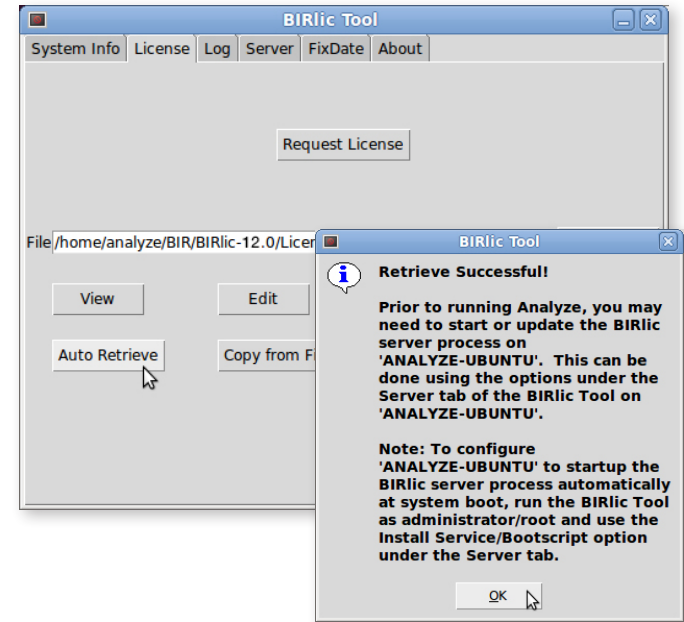 BIRlic Tool
System Info License Log Server FixDate About
Request License
File /home/analyze/BIR/BIRlic-12.0/Licer
View Edit
Auto Retrieve Copy from Fi
BIRlic Tool
Retrieve Successful!
Prior to running Analyze, you may
need to start or update the BIRlic
server process on
'ANALYZE-UBUNTU'. This can be
done using the options under the
Server tab of the BIRlic Tool on
'ANALYZE-UBUNTU'.
Note: To configure
'ANALYZE-UBUNTU' to startup the
BIRlic server process automatically
at system boot, run the BIRlic Tool
as administrator/root and use the
Install Service/Bootscript option
under the Server tab.
OK